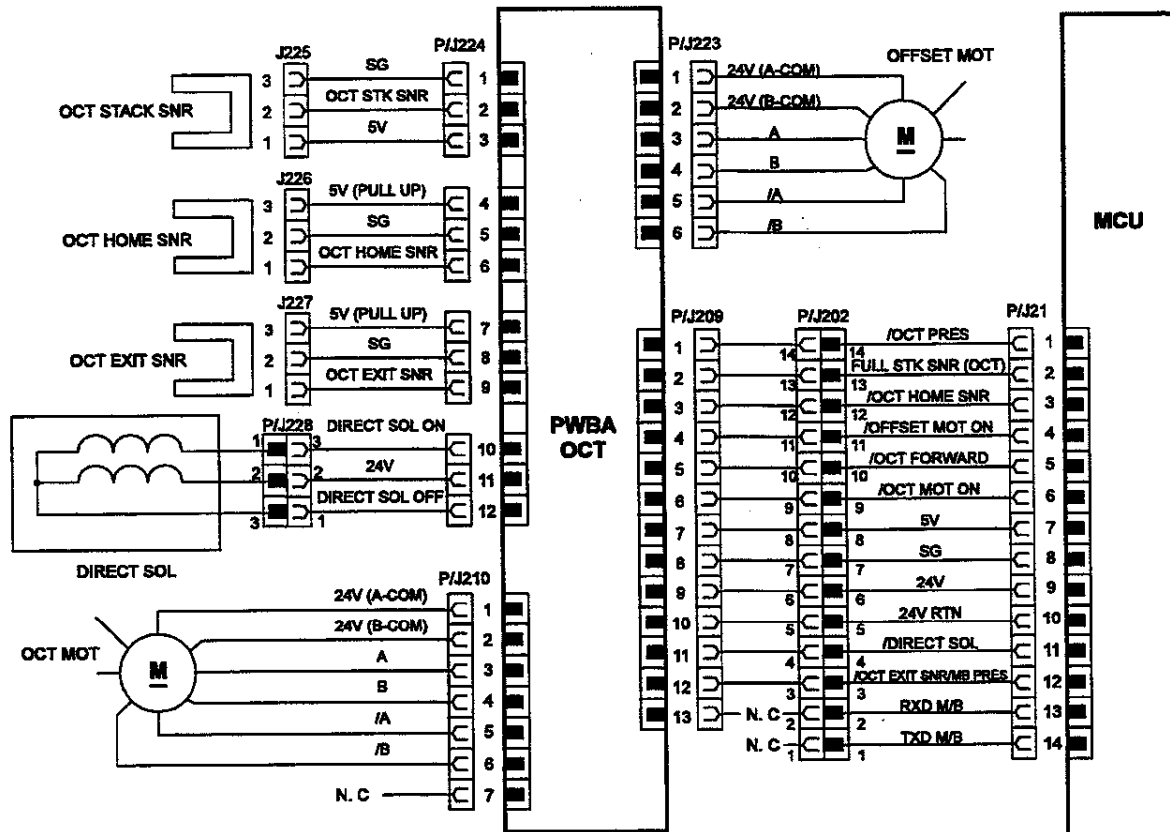 J225
P/J224
OCT STACK SNR
3 SG 1
2 OCT STK SNR 2
1 5V 3
J226
OCT HOME SNR
3 5V (PULL UP) 4
2 SG 5
1 OCT HOME SNR 6
J227
OCT EXIT SNR
3 5V (PULL UP) 7
2 SG 8
1 OCT EXIT SNR 9
P/J228
1 3 DIRECT SOL ON 10
2 2 24V 11
3 1 DIRECT SOL OFF 12
DIRECT SOL
P/J210
OCT MOT
M
24V (A-COM) 1
24V (B-COM) 2
A 3
B 4
/A 5
/B 6
N. C 7
PWBA
OCT
P/J223
OFFSET MOT
M
1 24V (A-COM)
2 24V (B-COM)
3 A
4 B
5 /A
6 /B
MCU
P/J209 P/J202 P/J21
1 14 14 /OCT PRES 1
2 13 13 FULL STK SNR (OCT) 2
3 12 12 /OCT HOME SNR 3
4 11 11 /OFFSET MOT ON 4
5 10 10 /OCT FORWARD 5
6 9 9 /OCT MOT ON 6
7 8 8 5V 7
8 7 7 SG 8
9 6 6 24V 9
10 5 5 24V RTN 10
11 4 4 /DIRECT SOL 11
12 3 3 /OCT EXIT SNR/MB PRES 12
13 N. C 2 2 RXD M/B 13
N. C 1 1 TXD M/B 14